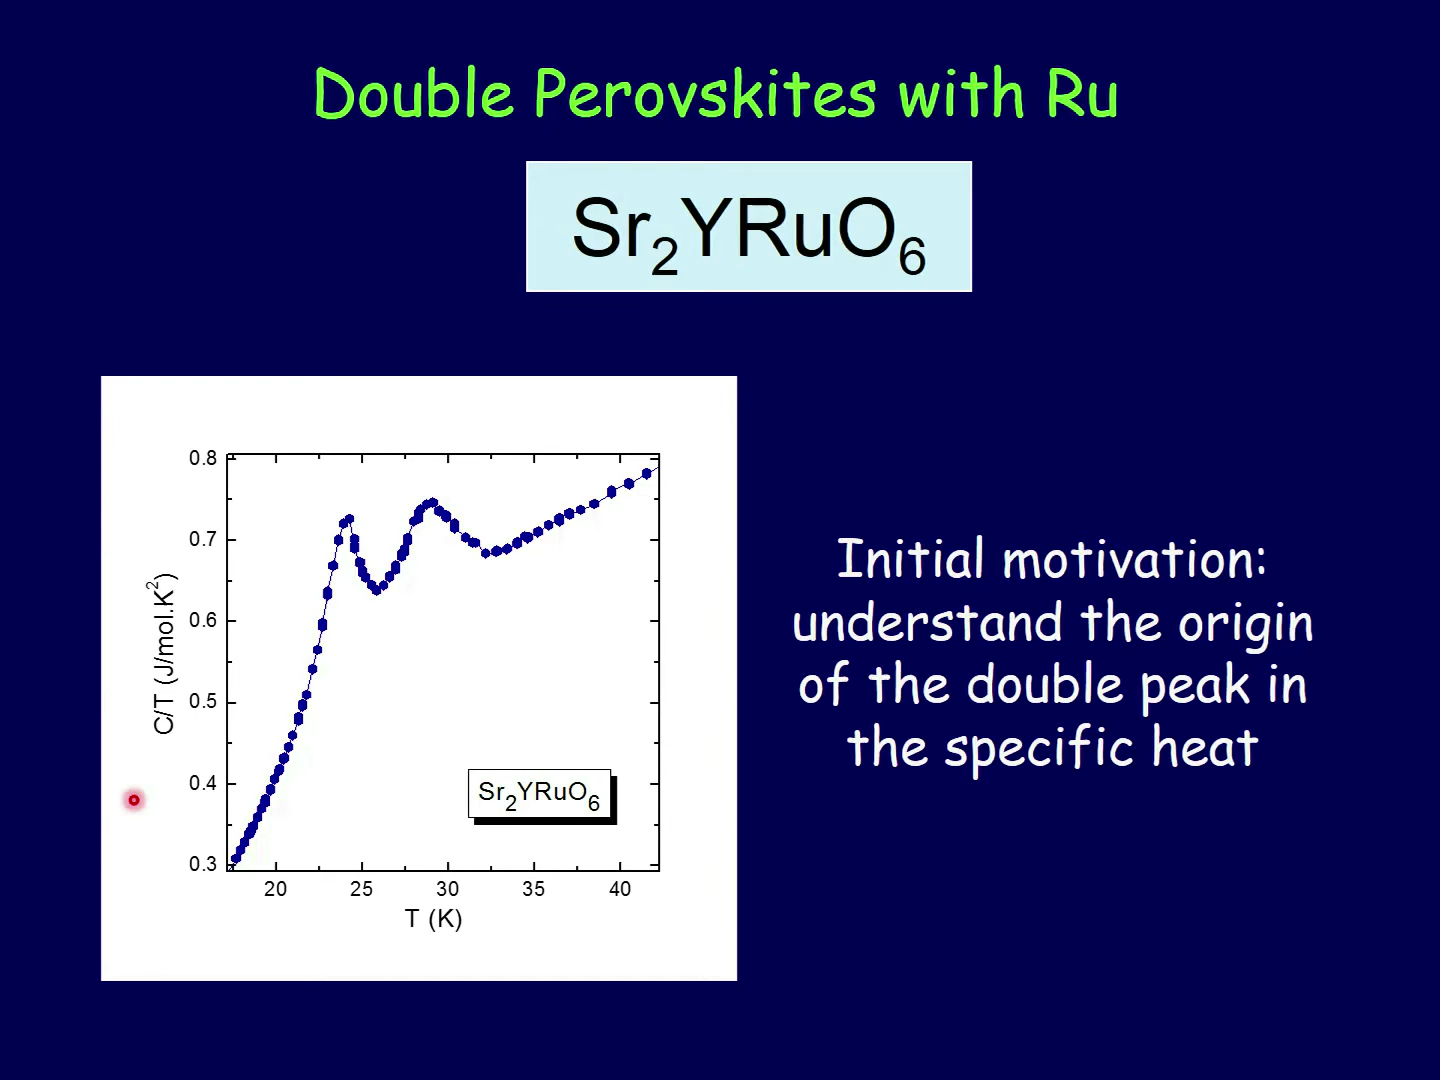 Double Perovskites with Ru
Sr₂YRuO₆
0.8
0.7
0.6
0.5
0.4
0.3
C/T (J/mol.K²)
Sr₂YRuO₆
20 25 30 35 40
T (K)
Initial motivation:
understand the origin
of the double peak in
the specific heat